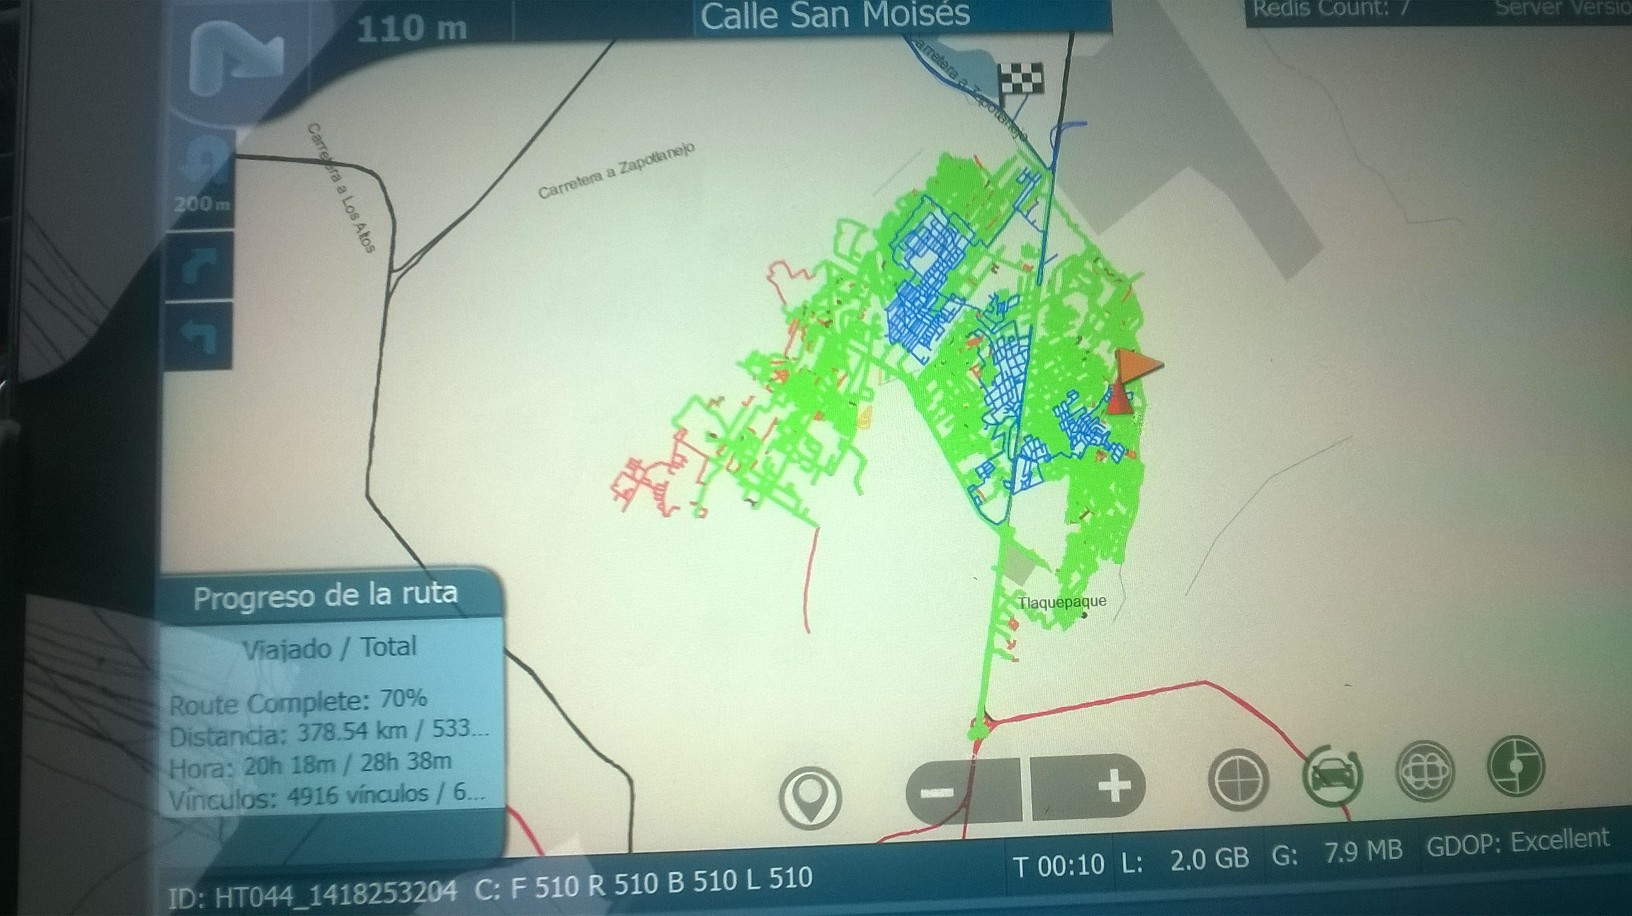 110 m
Calle San Moisés
Redis Count: 7
Server Versio
200 m
Carretera a Los Altos
Carretera a Zapotlanejo
Carretera a Zapotlanejo
Tlaquepaque
Progreso de la ruta
Viajado / Total
Route Complete: 70%
Distancia: 378.54 km / 533...
Hora: 20h 18m / 28h 38m
Vínculos: 4916 vínculos / 6...
ID: HT044_1418253204 C: F 510 R 510 B 510 L 510
T 00:10 L: 2.0 GB G: 7.9 MB GDOP: Excellent